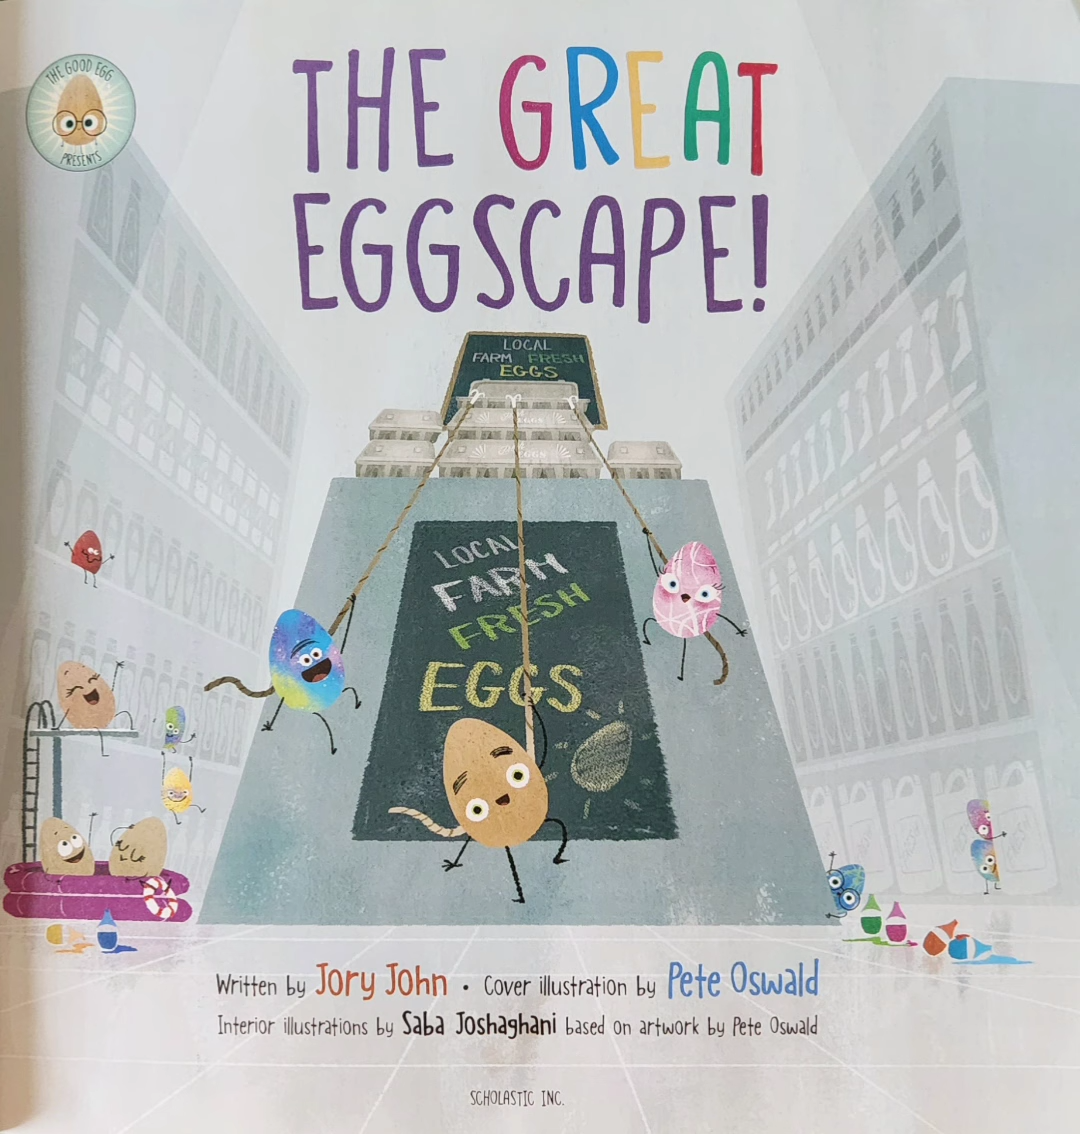 THE GOOD EGG
PRESENTS
THE GREAT
EGGSCAPE!
LOCAL
FARM FRESH
EGGS
LOCAL
FARM
FRESH
EGGS
Written by Jory John • Cover illustration by Pete Oswald
Interior illustrations by Saba Joshaghani based on artwork by Pete Oswald
SCHOLASTIC INC.